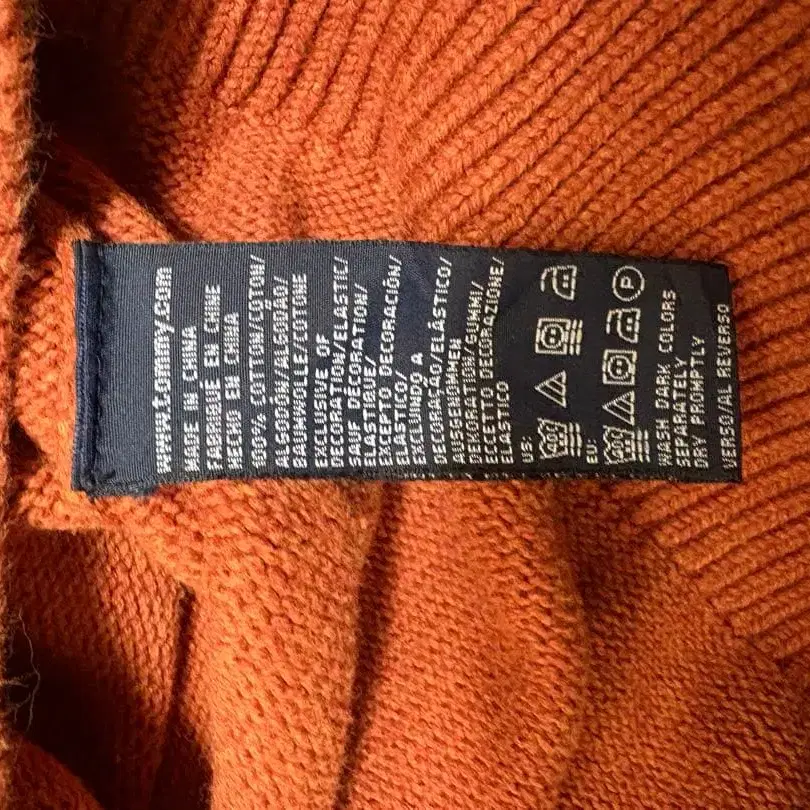 www.tommy.com
MADE IN CHINA
FABRIQUÉ EN CHINE
HECHO EN CHINA
100% COTTON/COTON/
ALGODÓN/ALGODÃO/
BAUMWOLLE/COTONE
EXCLUSIVE OF
DECORATION/ELASTIC/
SAUF DÉCORATION/
ELASTIQUE/
EXCEPTO DECORACIÓN/
ELÁSTICO/
EXCLUINDO A
DECORAÇÃO/ELÁSTICO/
AUSGENOMMEN
DEKORATION/GUMMI/
ECCETTO DECORAZIONE/
ELASTICO
US:
EU:
P
WASH DARK COLORS
SEPARATELY
DRY PROMPTLY
VERSO/AL REVERSO